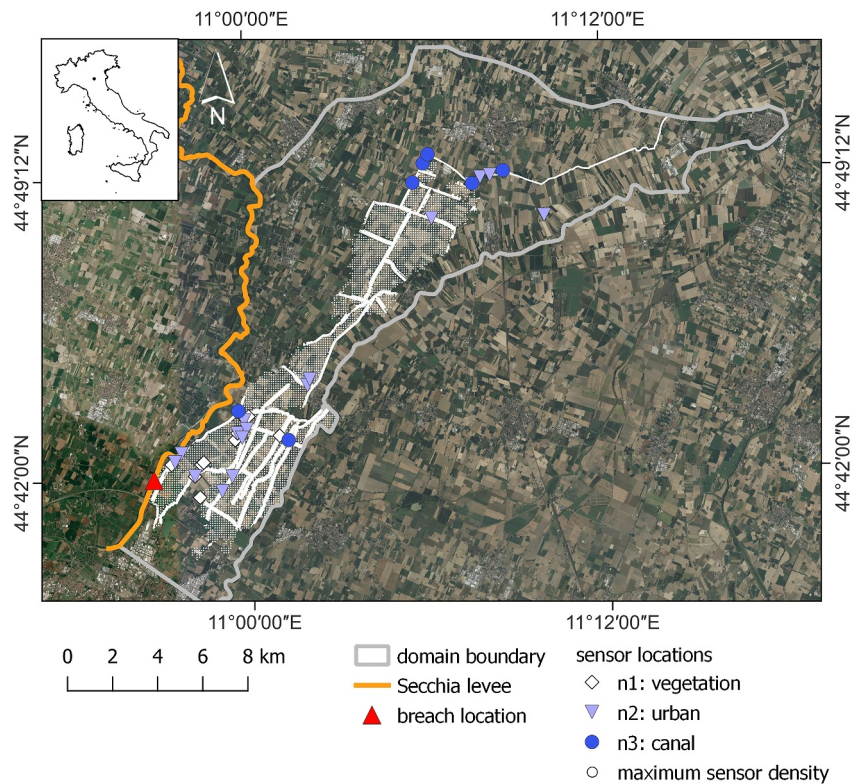 11°00′00″E
11°12′00″E
N
44°49′12″N
44°49′12″N
44°42′00″N
44°42′00″N
11°00′00″E
11°12′00″E
0 2 4 6 8 km
domain boundary
Secchia levee
breach location
sensor locations
n1: vegetation
n2: urban
n3: canal
maximum sensor density